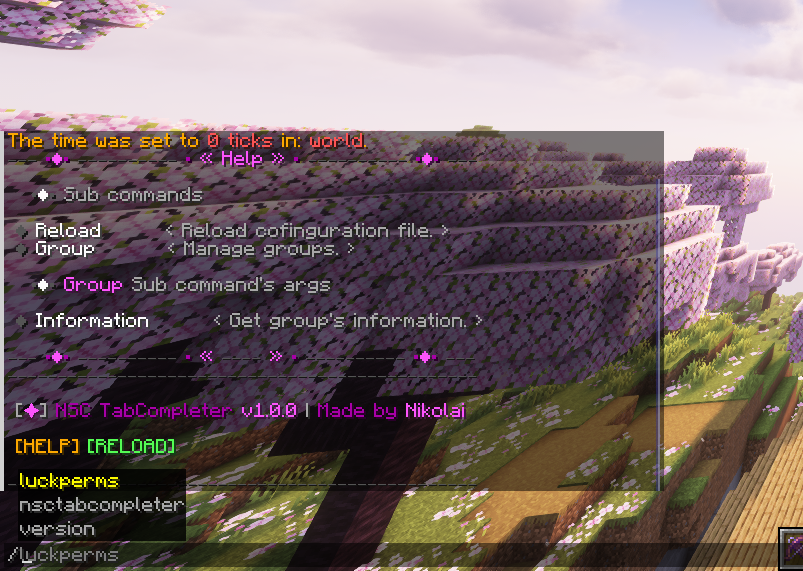 The time was set to 0 ticks in: world.
« Help »
Sub commands
Reload < Reload cofinguration file. >
Group < Manage groups. >
Group Sub command's args
Information < Get group's information. >
« »
[✦] NSC TabCompleter v1.0.0 | Made by Nikolai
[HELP] [RELOAD]
luckperms
nsctabcompleter
version
/luckperms